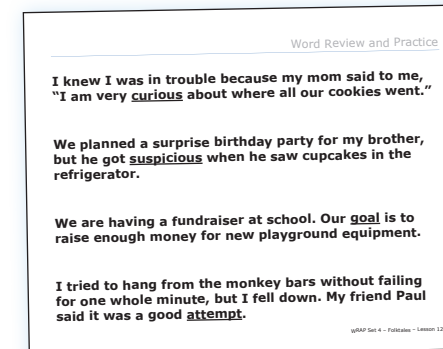 Word Review and Practice
I knew I was in trouble because my mom said to me,
“I am very curious about where all our cookies went.”
We planned a surprise birthday party for my brother,
but he got suspicious when he saw cupcakes in the
refrigerator.
We are having a fundraiser at school. Our goal is to
raise enough money for new playground equipment.
I tried to hang from the monkey bars without failing
for one whole minute, but I fell down. My friend Paul
said it was a good attempt.
WRAP Set 4 – Folktales – Lesson 12